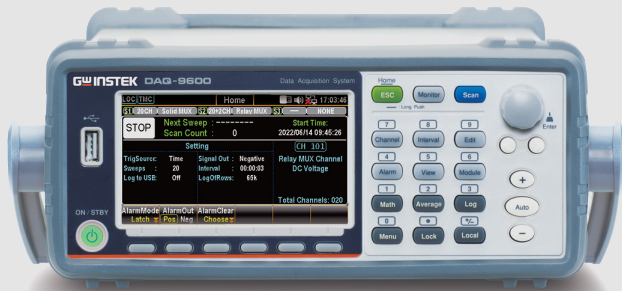 GWINSTEK DAQ-9600 Data Acquisition System
LOC TMC Home 17:03:46
S1 20CH Solid MUX S2 20+2CH Relay MUX S3 — NONE
STOP Next Sweep : --------
Scan Count : 0
Start Time:
2022/06/14 09:45:26
Setting
TrigSource: Time Signal Out : Negative
Sweeps : 20 Interval : 00:00:03
Log to USB: Off LogOfRows: 65k
CH 101
Relay MUX Channel
DC Voltage
Total Channels: 020
AlarmMode AlarmOut AlarmClear
Latch Pos Neg Choose
ON / STBY
Home
ESC Monitor Scan
Long Push
Enter
7 8 9
Channel Interval Edit
4 5 6
Alarm View Module
1 2 3
Math Average Log
0 • +/-
Menu Lock Local
+
Auto
−